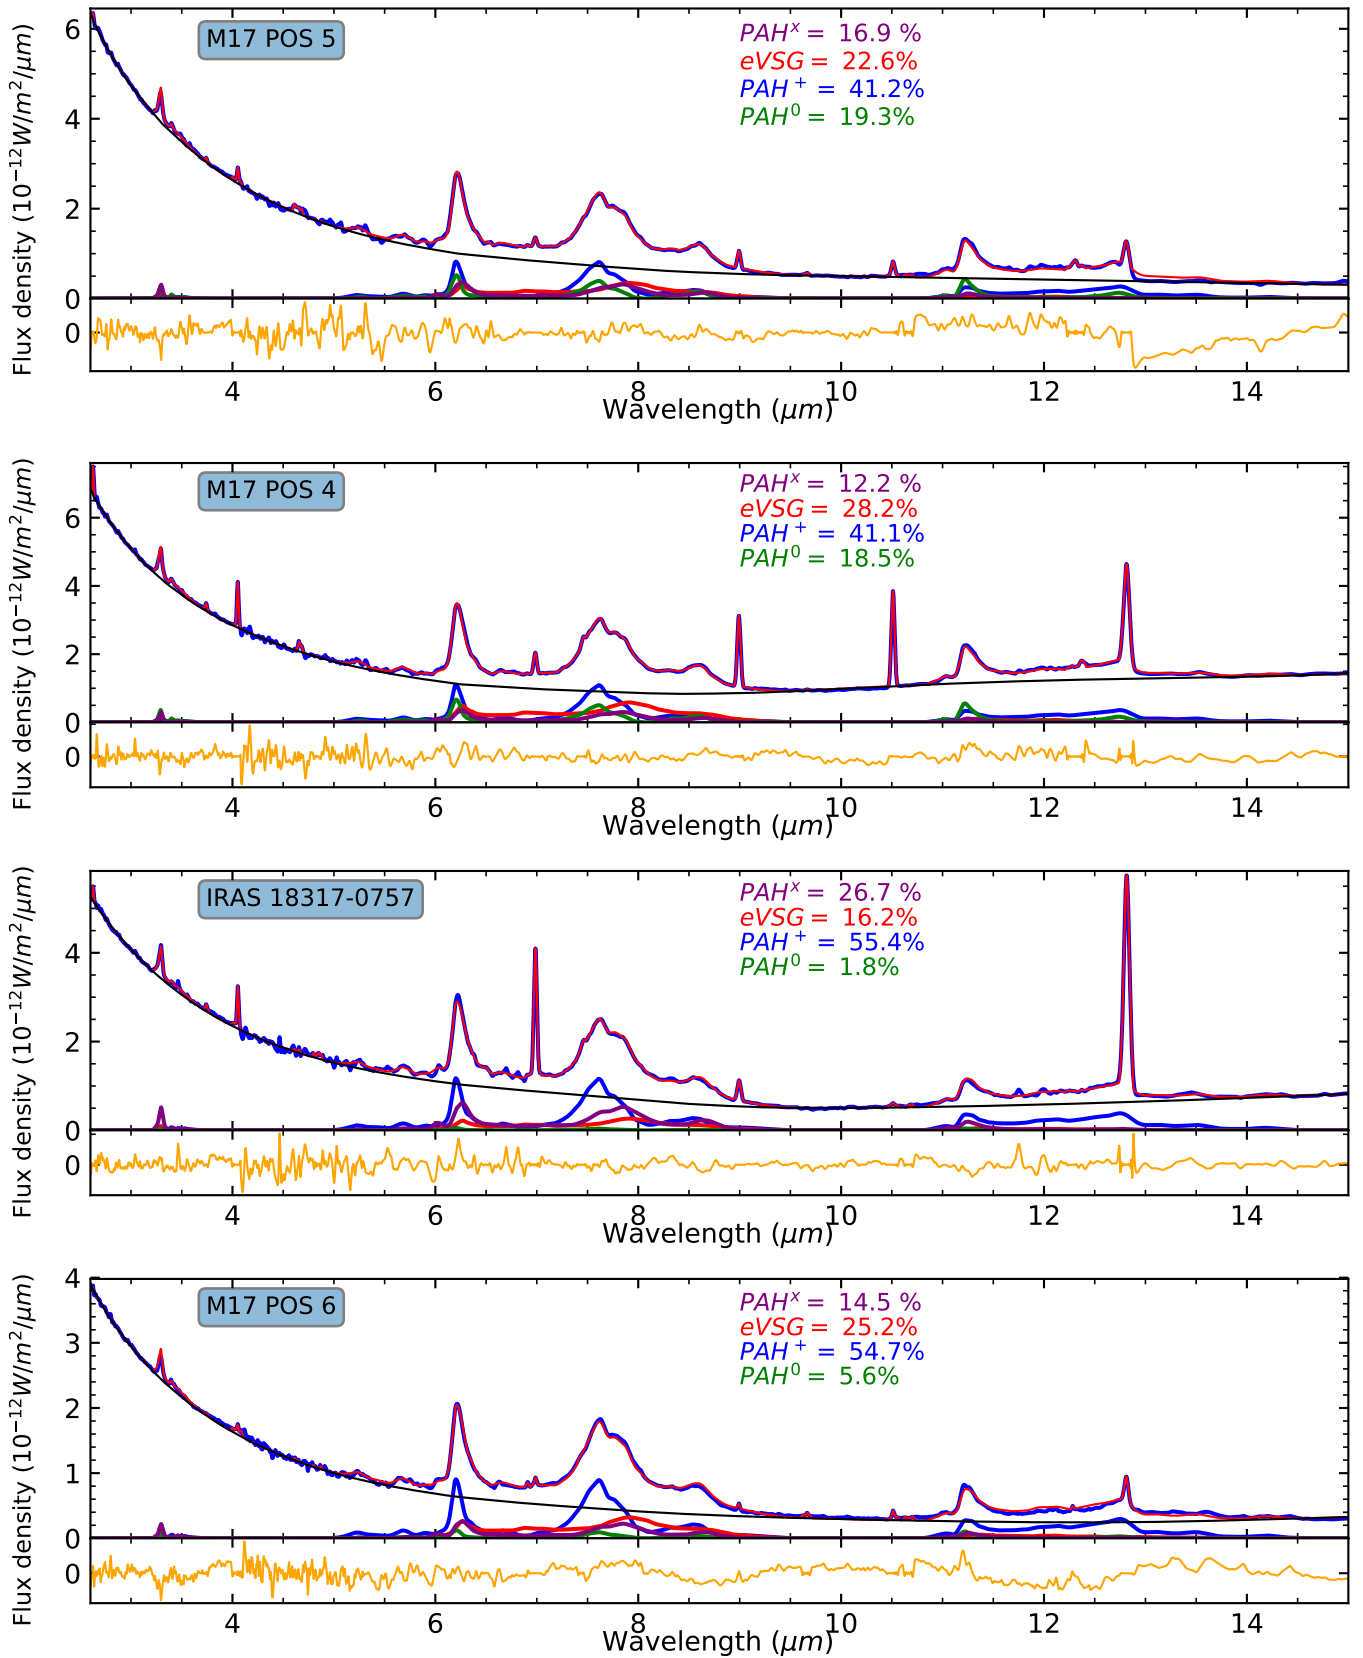 M17 POS 5
PAH^x = 16.9 %
eVSG = 22.6%
PAH^+ = 41.2%
PAH^0 = 19.3%
Flux density (10^−12 W/m^2/μm)
6
4
2
0
0
4 6 8 10 12 14
Wavelength (μm)
M17 POS 4
PAH^x = 12.2 %
eVSG = 28.2%
PAH^+ = 41.1%
PAH^0 = 18.5%
Flux density (10^−12 W/m^2/μm)
6
4
2
0
0
4 6 8 10 12 14
Wavelength (μm)
IRAS 18317-0757
PAH^x = 26.7 %
eVSG = 16.2%
PAH^+ = 55.4%
PAH^0 = 1.8%
Flux density (10^−12 W/m^2/μm)
4
2
0
0
4 6 8 10 12 14
Wavelength (μm)
M17 POS 6
PAH^x = 14.5 %
eVSG = 25.2%
PAH^+ = 54.7%
PAH^0 = 5.6%
Flux density (10^−12 W/m^2/μm)
4
3
2
1
0
0
4 6 8 10 12 14
Wavelength (μm)